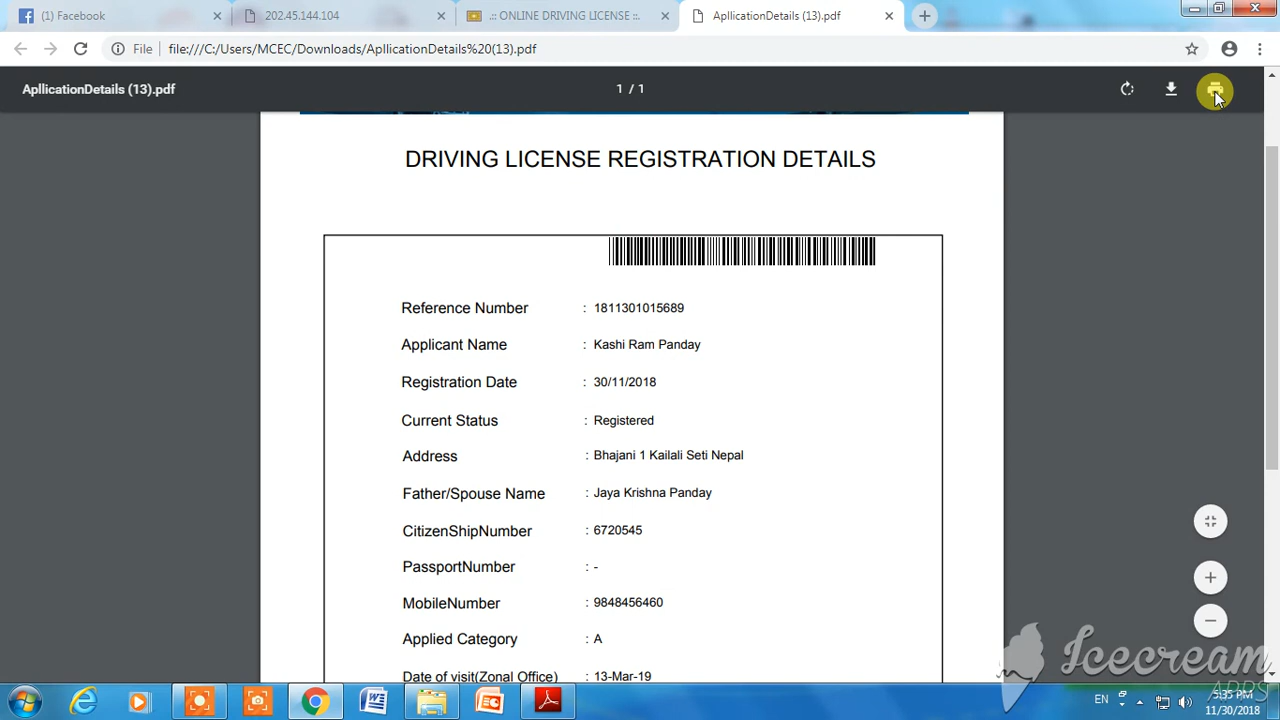 (1) Facebook
202.45.144.104
.:: ONLINE DRIVING LICENSE ::.
ApllicationDetails (13).pdf
File
file:///C:/Users/MCEC/Downloads/ApllicationDetails%20(13).pdf
ApllicationDetails (13).pdf
1 / 1
DRIVING LICENSE REGISTRATION DETAILS
Reference Number : 1811301015689
Applicant Name : Kashi Ram Panday
Registration Date : 30/11/2018
Current Status : Registered
Address : Bhajani 1 Kailali Seti Nepal
Father/Spouse Name : Jaya Krishna Panday
CitizenShipNumber : 6720545
PassportNumber : -
MobileNumber : 9848456460
Applied Category : A
Date of visit(Zonal Office) : 13-Mar-19
Icecream
APPS
EN
5:35 PM
11/30/2018